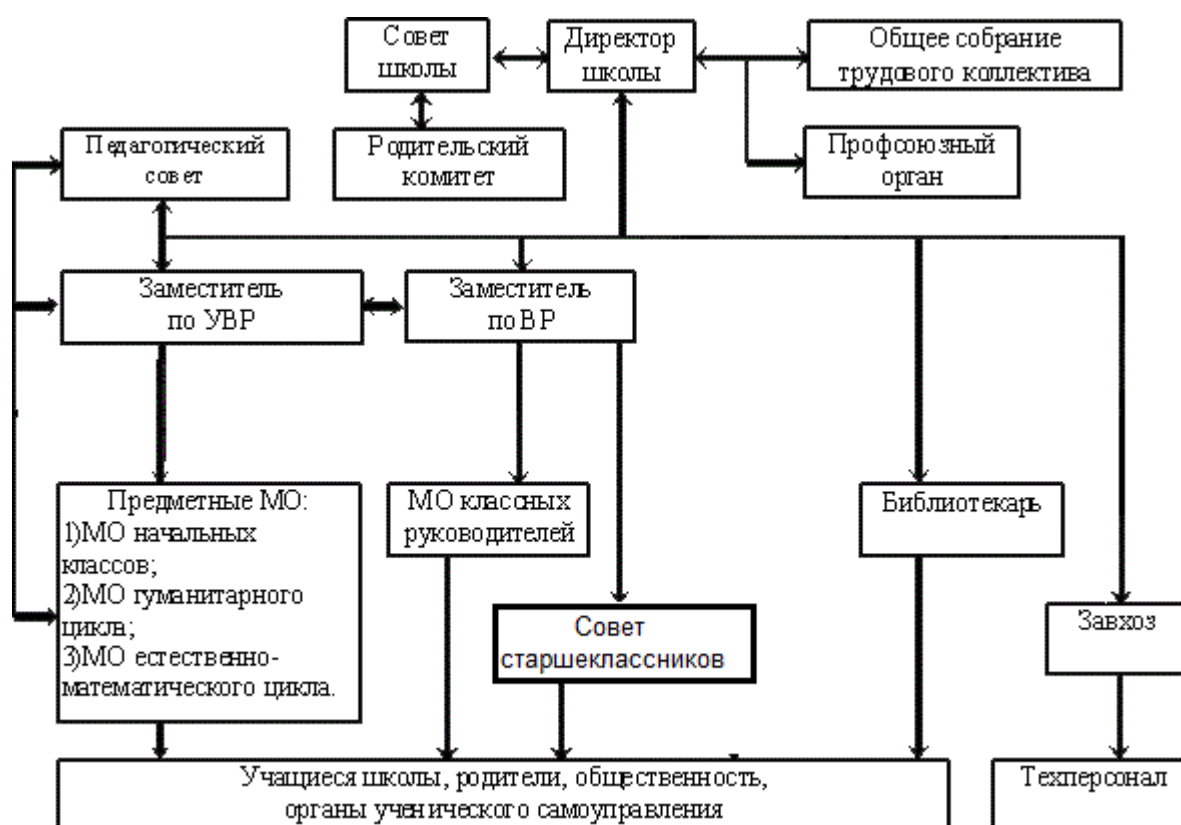 Совет
школы
Директор
школы
Общее собрание
трудового коллектива
Педагогический
совет
Родительский
комитет
Профсоюзный
орган
Заместитель
по УВР
Заместитель
по ВР
Предметные МО:
1)МО начальных
классов;
2)МО гуманитарного
цикла;
3)МО естественно-
математического цикла.
МО классных
руководителей
Библиотекарь
Совет
старшеклассников
Завхоз
Учащиеся школы, родители, общественность,
органы ученического самоуправления
Техперсонал